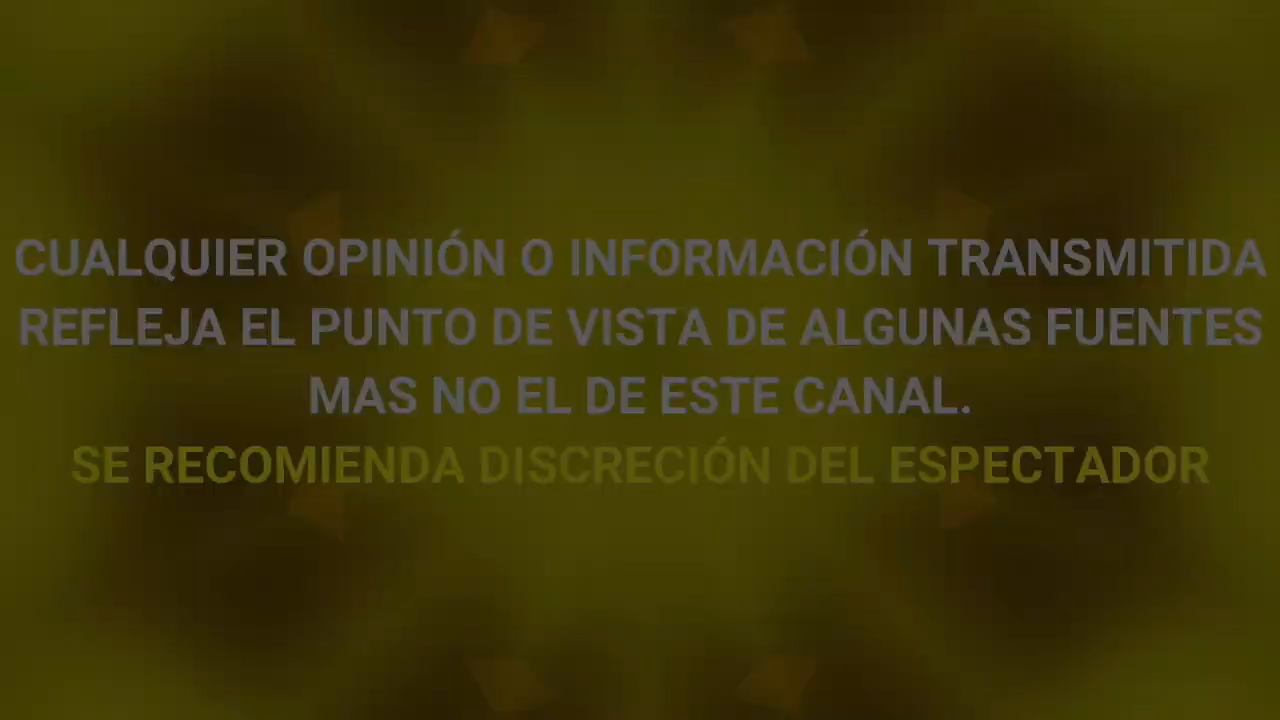 CUALQUIER OPINIÓN O INFORMACIÓN TRANSMITIDA
REFLEJA EL PUNTO DE VISTA DE ALGUNAS FUENTES
MAS NO EL DE ESTE CANAL.
SE RECOMIENDA DISCRECIÓN DEL ESPECTADOR